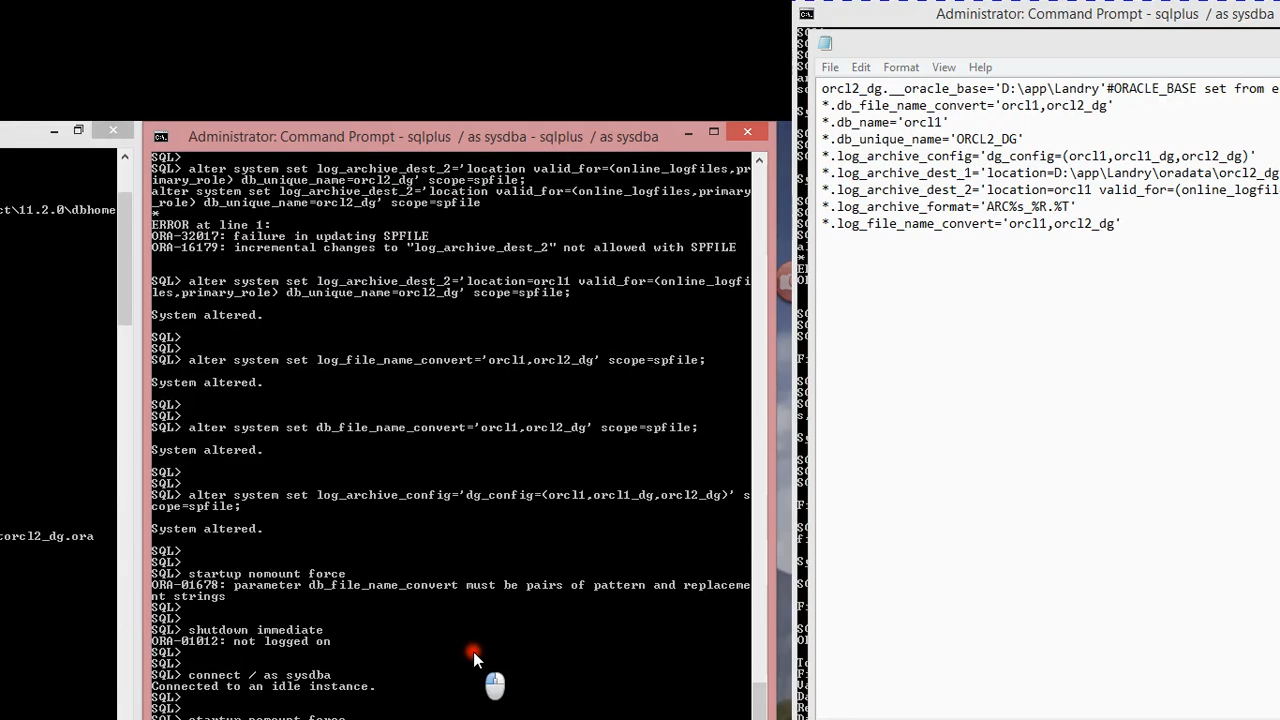 Administrator: Command Prompt - sqlplus / as sysdba
File Edit Format View Help
orcl2_dg.__oracle_base='D:\app\Landry'#ORACLE_BASE set from e
*.db_file_name_convert='orcl1,orcl2_dg'
*.db_name='orcl1'
*.db_unique_name='ORCL2_DG'
*.log_archive_config='dg_config=(orcl1,orcl1_dg,orcl2_dg)'
*.log_archive_dest_1='location=D:\app\Landry\oradata\orcl2_dg
*.log_archive_dest_2='location=orcl1 valid_for=(online_logfil
*.log_archive_format='ARC%s_%R.%T'
*.log_file_name_convert='orcl1,orcl2_dg'
ct\11.2.0\dbhome
torcl2_dg.ora
Administrator: Command Prompt - sqlplus / as sysdba - sqlplus / as sysdba
SQL>
SQL> alter system set log_archive_dest_2='location valid_for=(online_logfiles,pr
imary_role) db_unique_name=orcl2_dg' scope=spfile;
alter system set log_archive_dest_2='location valid_for=(online_logfiles,primary
_role) db_unique_name=orcl2_dg' scope=spfile
*
ERROR at line 1:
ORA-32017: failure in updating SPFILE
ORA-16179: incremental changes to "log_archive_dest_2" not allowed with SPFILE
SQL> alter system set log_archive_dest_2='location=orcl1 valid_for=(online_logfi
les,primary_role) db_unique_name=orcl2_dg' scope=spfile;
System altered.
SQL>
SQL>
SQL> alter system set log_file_name_convert='orcl1,orcl2_dg' scope=spfile;
System altered.
SQL>
SQL>
SQL> alter system set db_file_name_convert='orcl1,orcl2_dg' scope=spfile;
System altered.
SQL>
SQL>
SQL> alter system set log_archive_config='dg_config=(orcl1,orcl1_dg,orcl2_dg)' s
cope=spfile;
System altered.
SQL>
SQL>
SQL> startup nomount force
ORA-01678: parameter db_file_name_convert must be pairs of pattern and replaceme
nt strings
SQL>
SQL>
SQL> shutdown immediate
ORA-01012: not logged on
SQL>
SQL>
SQL> connect / as sysdba
Connected to an idle instance.
SQL>
SQL>
SQL> startup nomount force